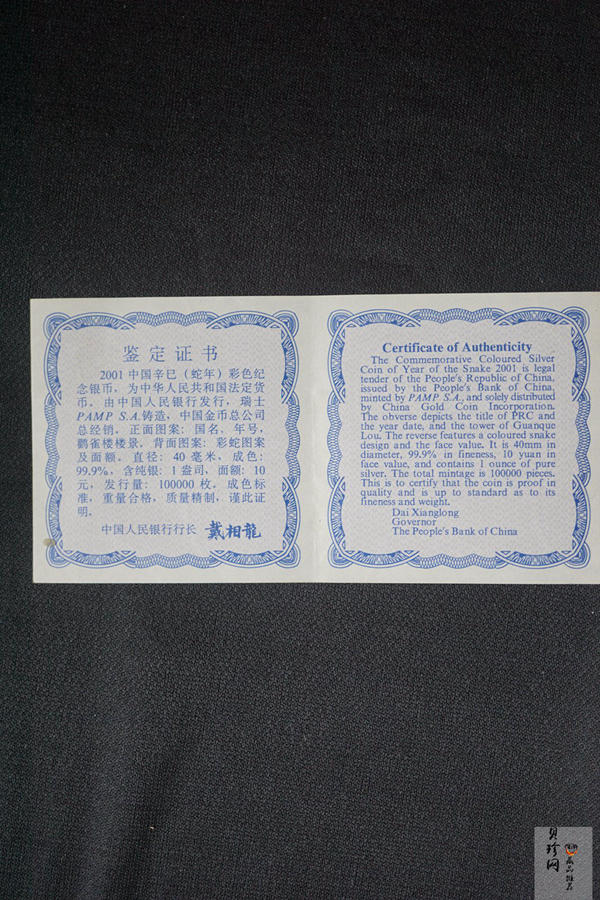 鉴定证书
2001 中国辛巳（蛇年）彩色纪
念银币，为中华人民共和国法定货
币。由中国人民银行发行，瑞士
PAMP S.A.铸造，中国金币总公司
总经销。正面图案：国名、年号、
鹳雀楼楼景，背面图案：彩蛇图案
及面额。直径：40 毫米，成色：
99.9%，含纯银：1 盎司，面额：10
元，发行量：100000 枚。成色标
准，重量合格，质量精制，谨此证
明。
中国人民银行行长 戴相龍
Certificate of Authenticity
The Commemorative Coloured Silver
Coin of Year of the Snake 2001 is legal
tender of the People's Republic of China,
issued by the People's Bank of China,
minted by PAMP S.A., and solely distributed
by China Gold Coin Incorporation.
The obverse depicts the title of PRC and
the year date, and the tower of Guanque
Lou. The reverse features a coloured snake
design and the face value. It is 40mm in
diameter, 99.9% in fineness, 10 yuan in
face value, and contains 1 ounce of pure
silver. The total mintage is 100000 pieces.
This is to certify that the coin is proof in
quality and is up to standard as to its
fineness and weight.
Dai Xianglong
Governor
The People's Bank of China
贝珍网
藏品推荐